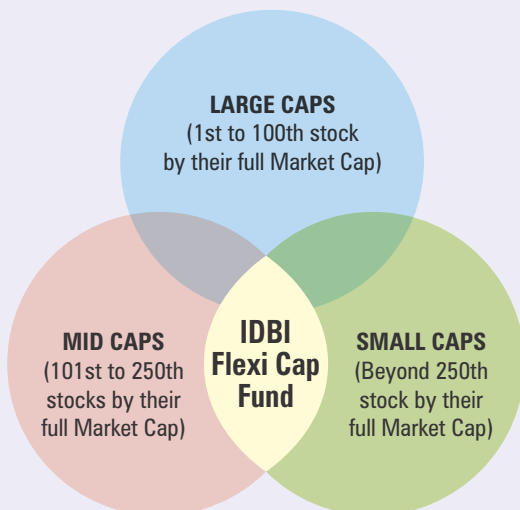 LARGE CAPS
(1st to 100th stock
by their full Market Cap)
MID CAPS
(101st to 250th
stocks by their
full Market Cap)
IDBI
Flexi Cap
Fund
SMALL CAPS
(Beyond 250th
stock by their
full Market Cap)